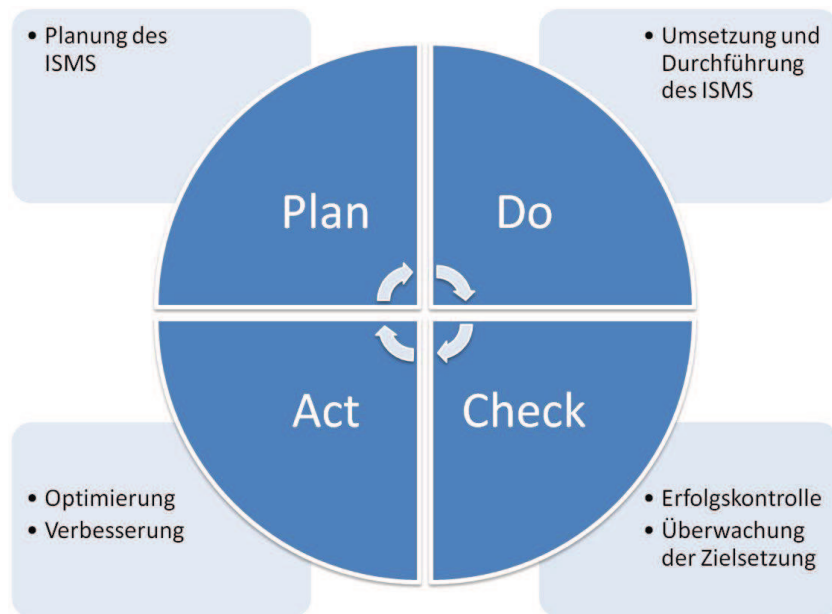 • Planung des
ISMS
• Umsetzung und
Durchführung
des ISMS
Plan
Do
Act
Check
• Optimierung
• Verbesserung
• Erfolgskontrolle
• Überwachung
der Zielsetzung